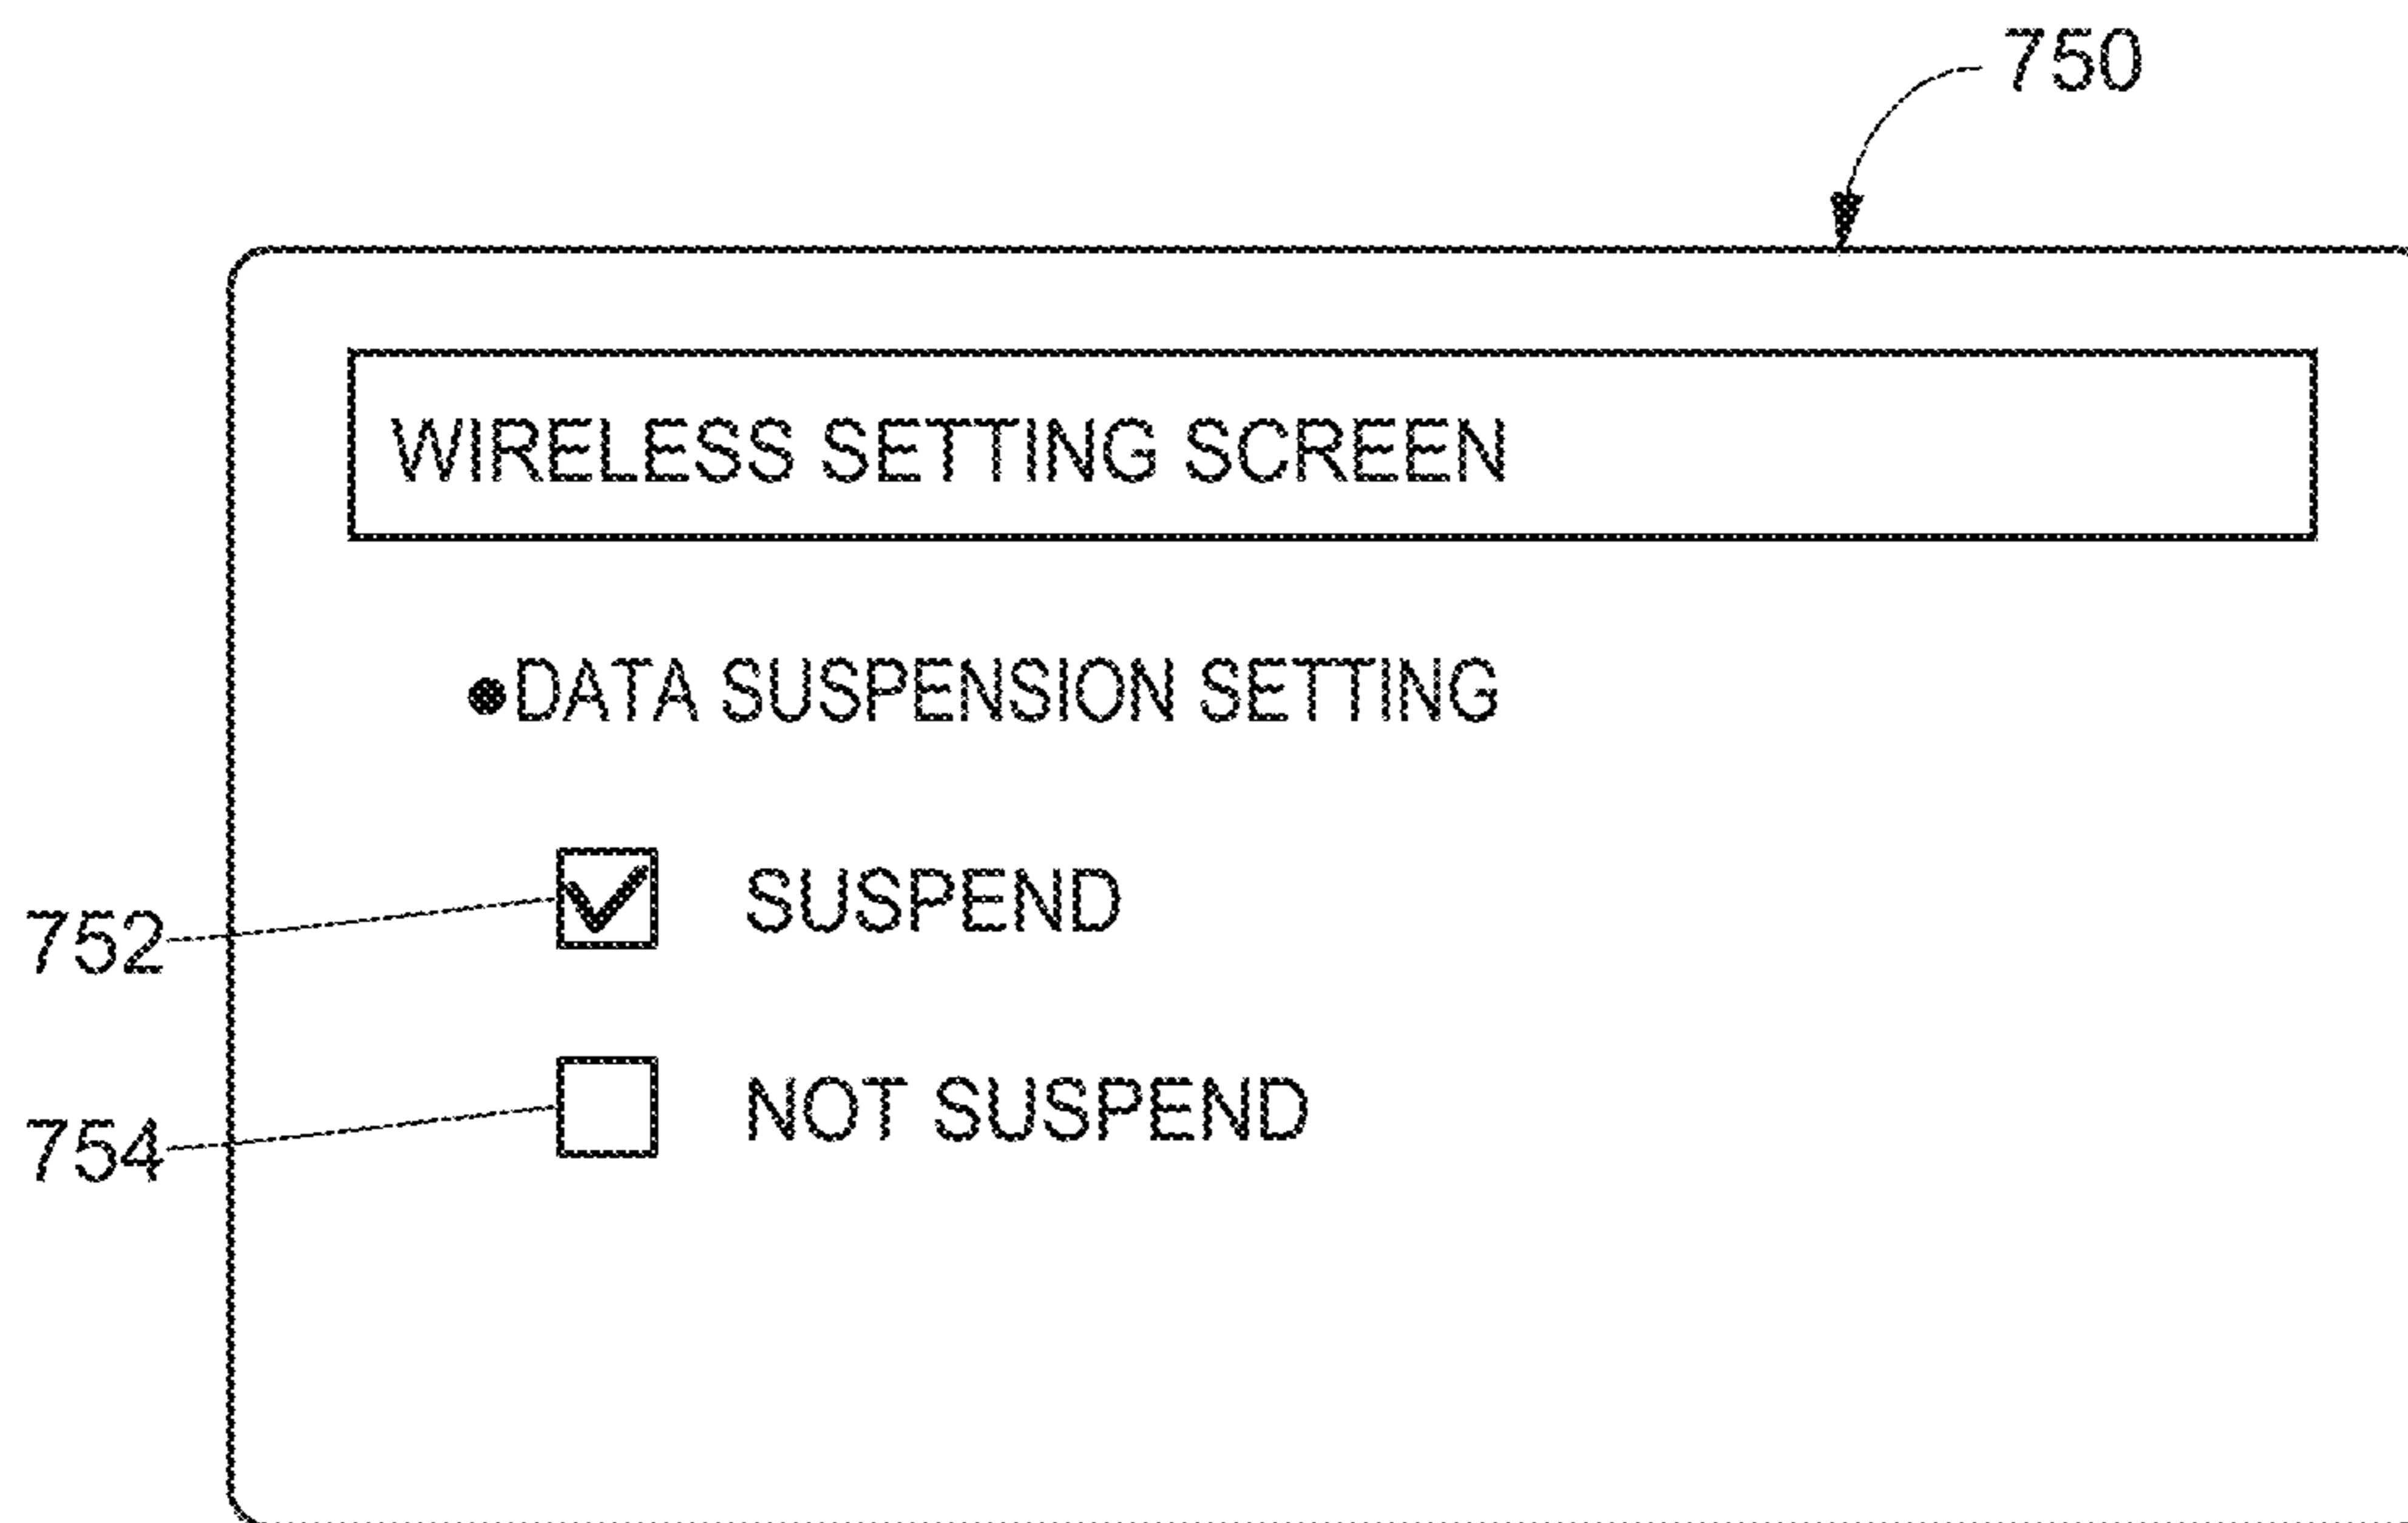 750
WIRELESS SETTING SCREEN
●DATA SUSPENSION SETTING
752 SUSPEND
754 NOT SUSPEND